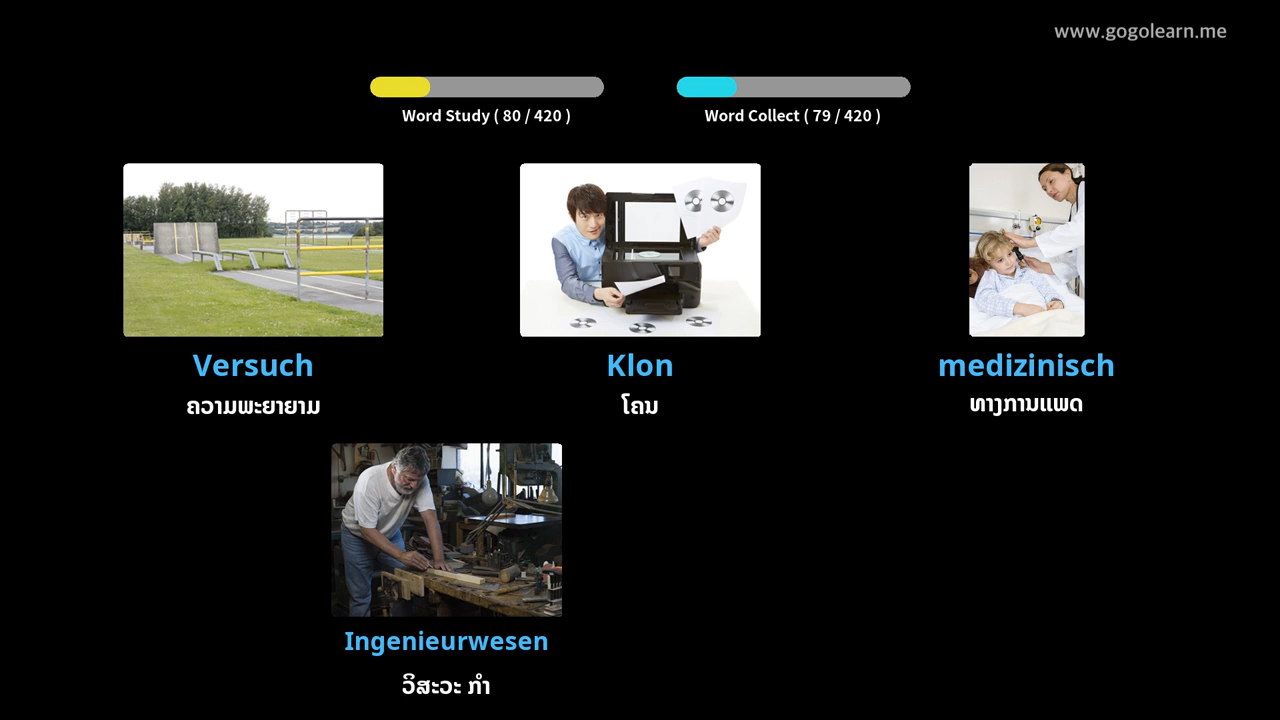 www.gogolearn.me
Word Study ( 80 / 420 )
Word Collect ( 79 / 420 )
Versuch
ຄວາມພະຍາຍາມ
Klon
ໂຄນ
medizinisch
ທາງການແພດ
Ingenieurwesen
ວິສະວະ ກຳ